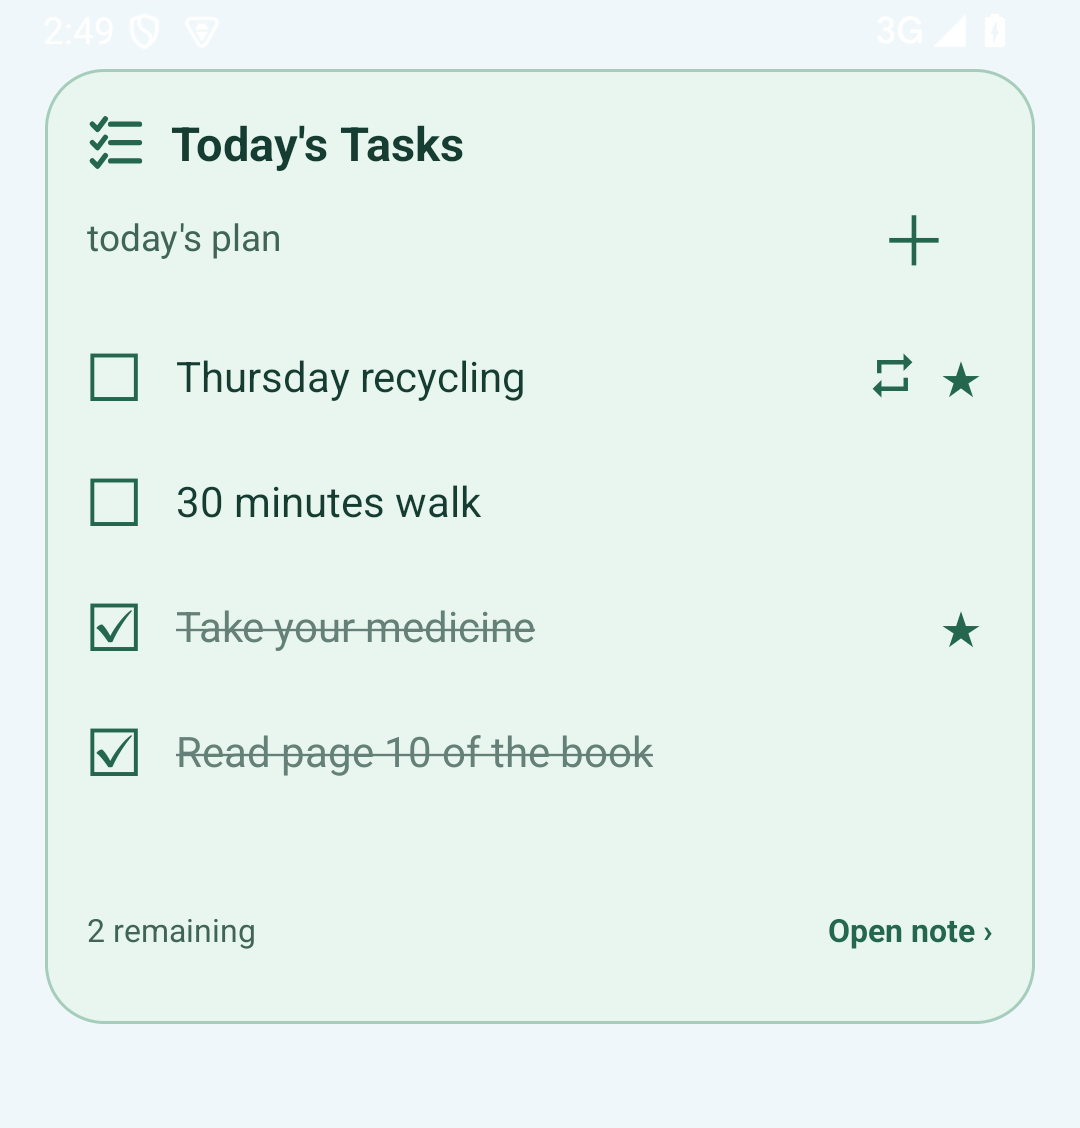 2:49 3G
Today's Tasks
today's plan
Thursday recycling
30 minutes walk
Take your medicine
Read page 10 of the book
2 remaining Open note ›